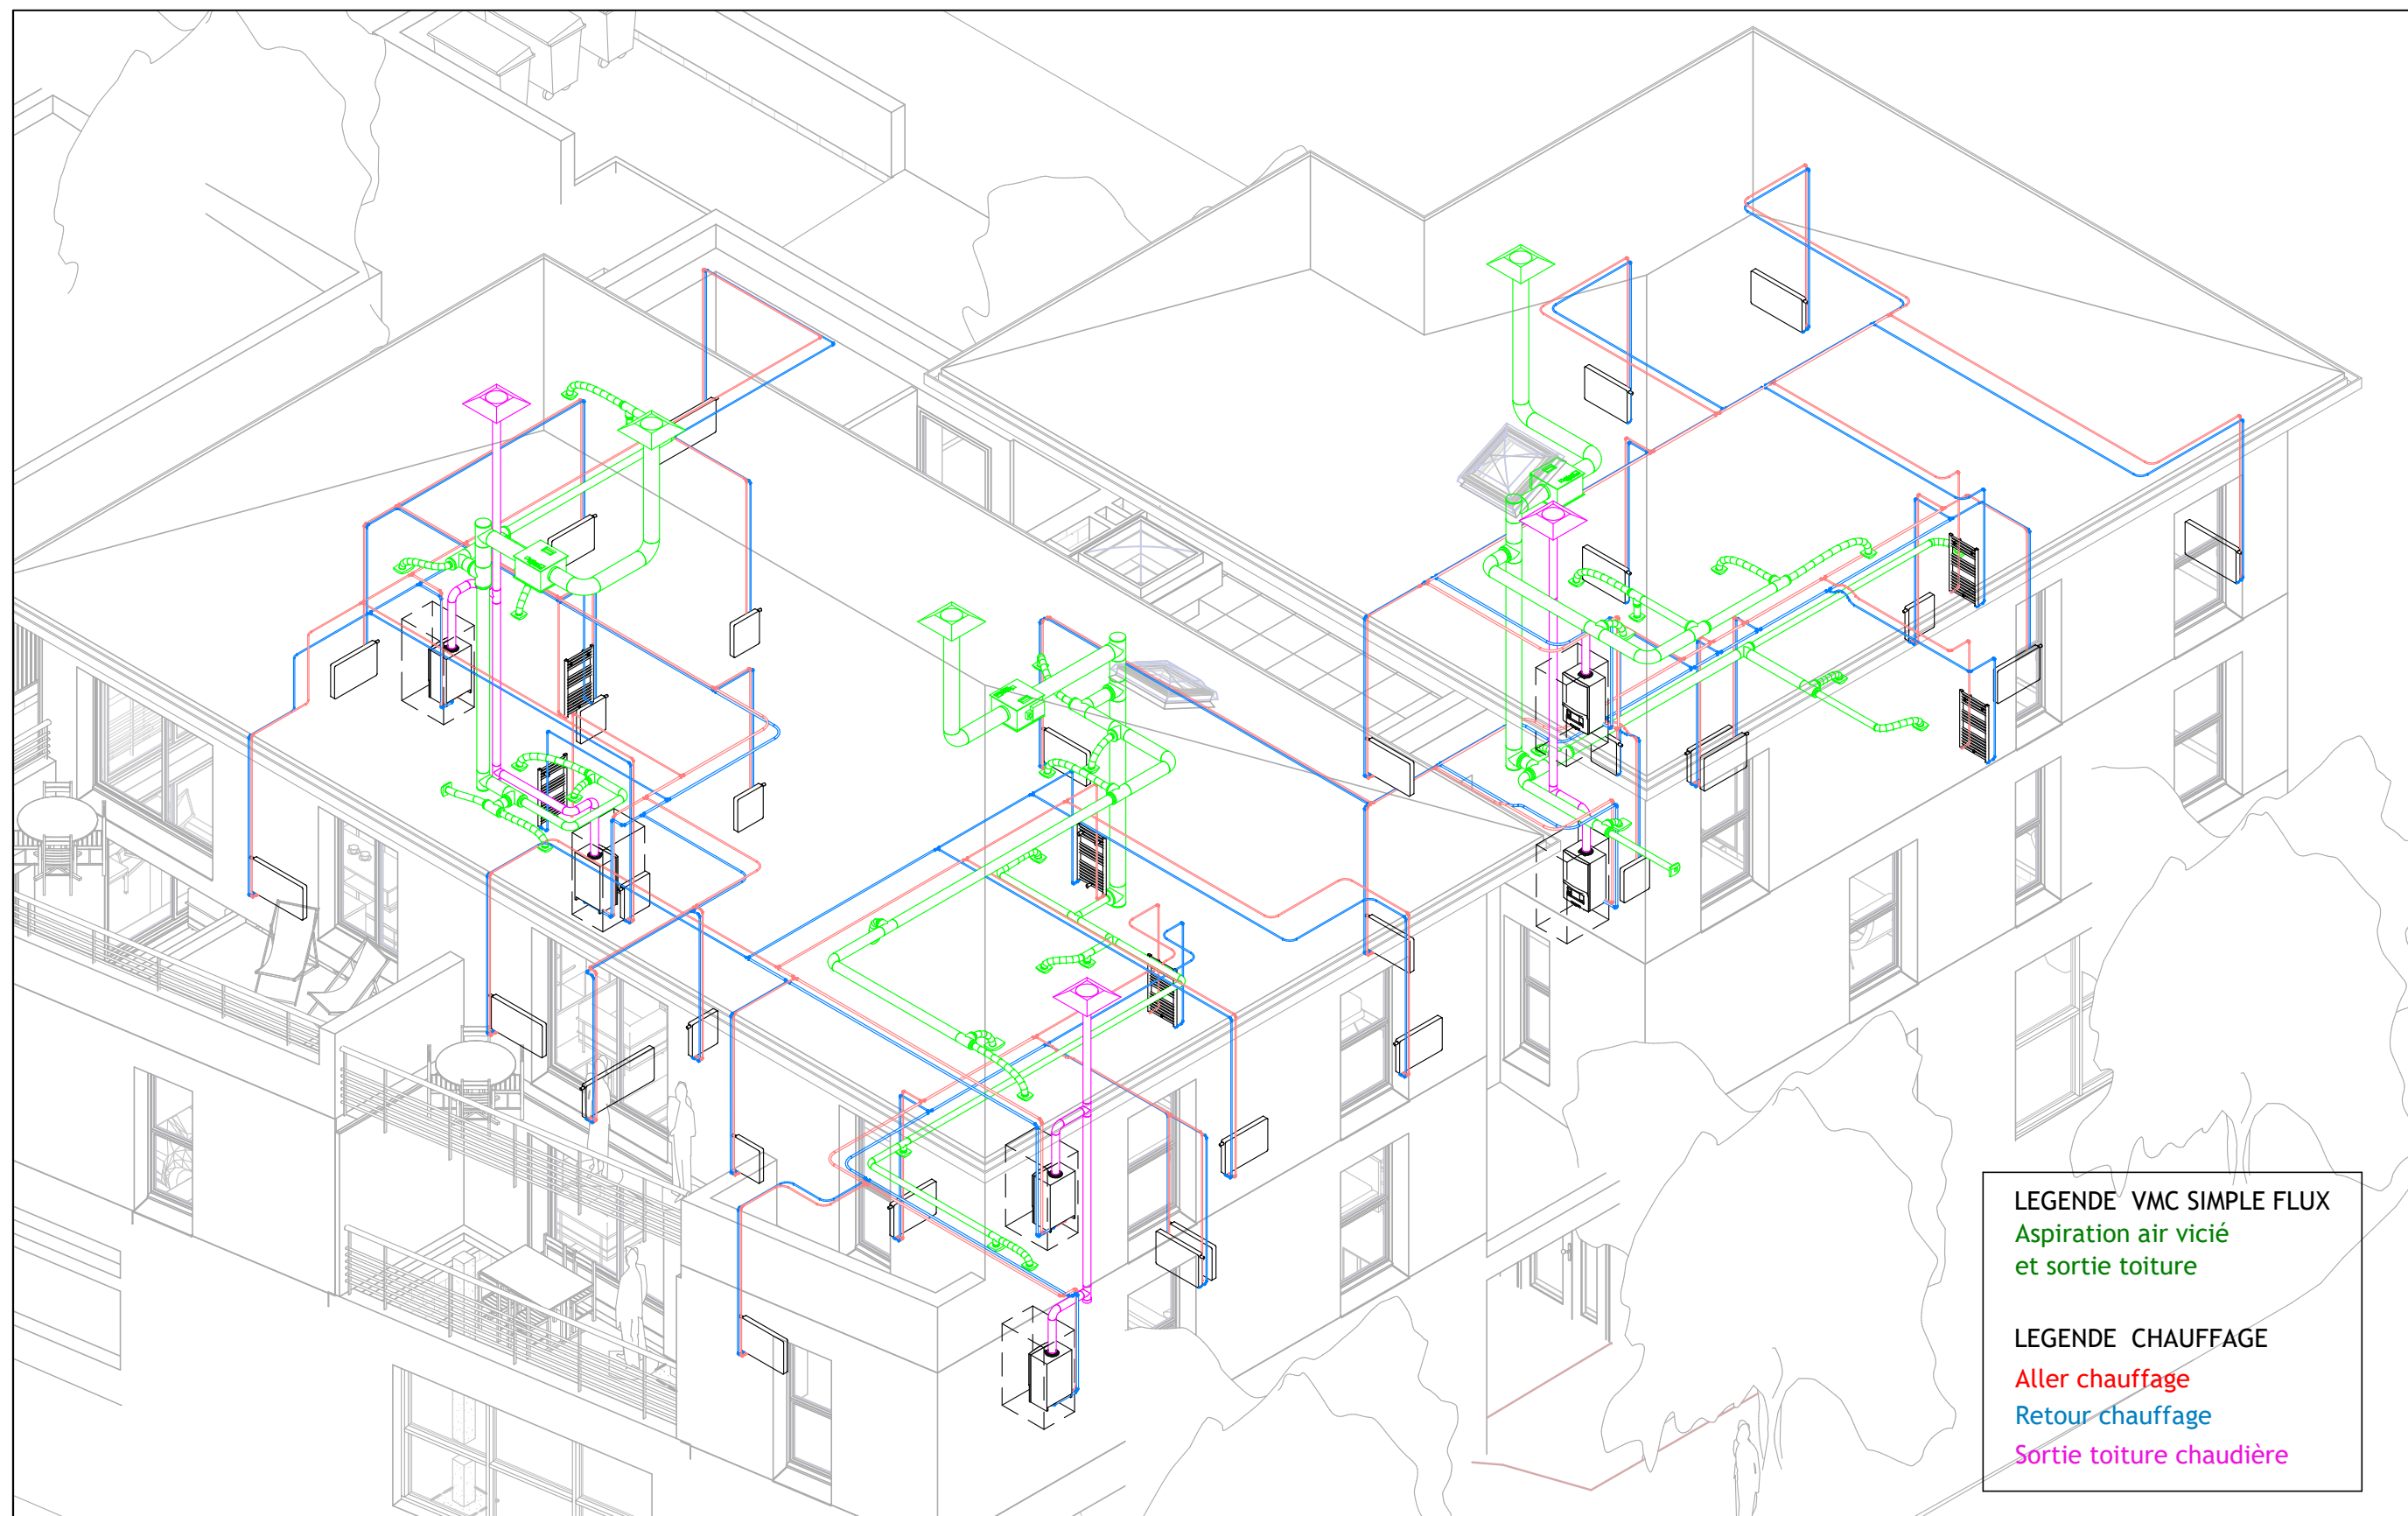 LEGENDE VMC SIMPLE FLUX
Aspiration air vicié
et sortie toiture
LEGENDE CHAUFFAGE
Aller chauffage
Retour chauffage
Sortie toiture chaudière